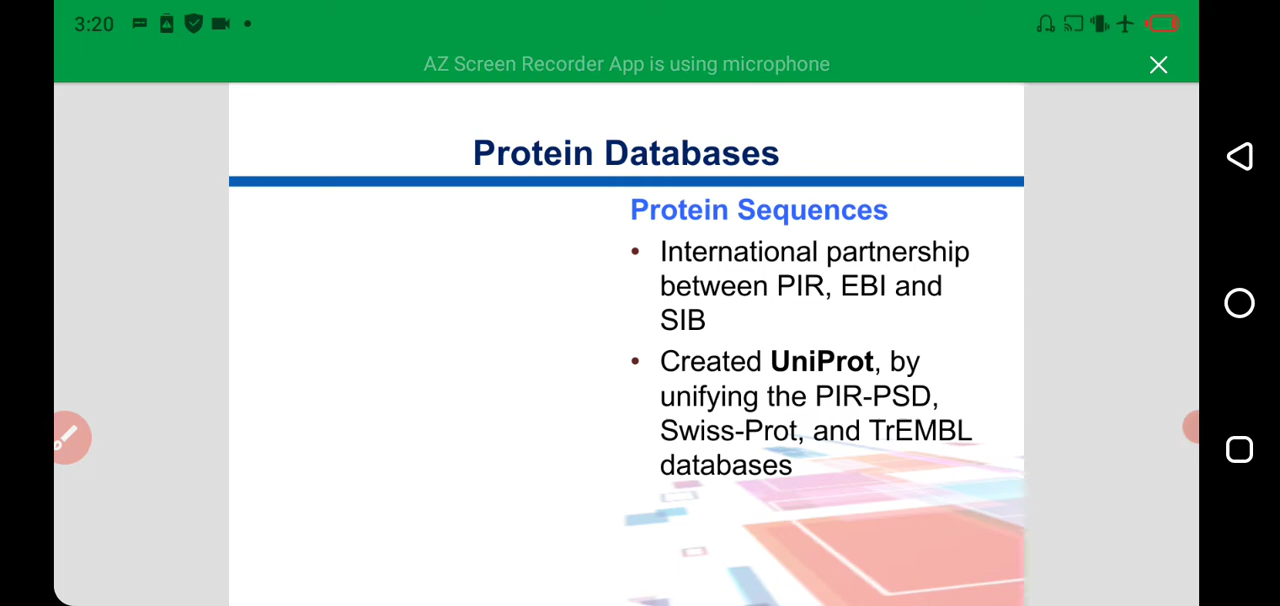 3:20
AZ Screen Recorder App is using microphone
Protein Databases
Protein Sequences
• International partnership
between PIR, EBI and
SIB
• Created UniProt, by
unifying the PIR-PSD,
Swiss-Prot, and TrEMBL
databases